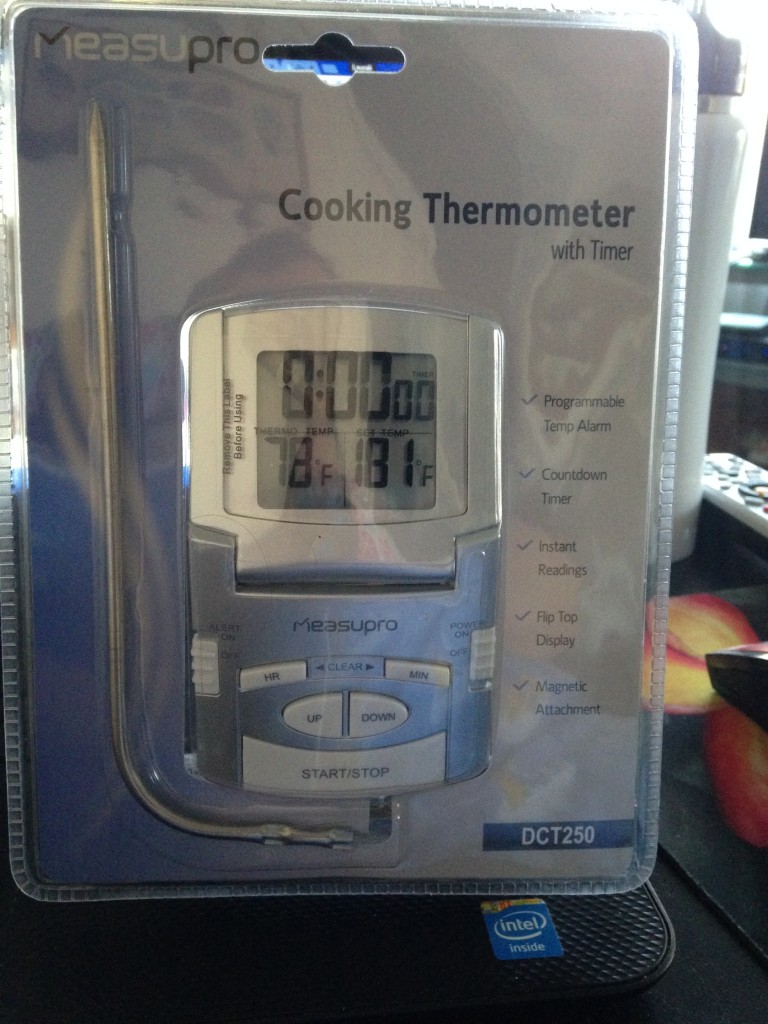 Measupro
Cooking Thermometer
with Timer
Remove This Label
Before Using
TIMER
0:00 00
THERMO TEMP.
SET TEMP
73°F
131°F
Programmable
Temp Alarm
Countdown
Timer
Instant
Readings
Flip Top
Display
Magnetic
Attachment
Measupro
ALERT
ON
OFF
POWER
ON
OFF
HR
◄ CLEAR ►
MIN
UP
DOWN
START/STOP
DCT250
intel
inside